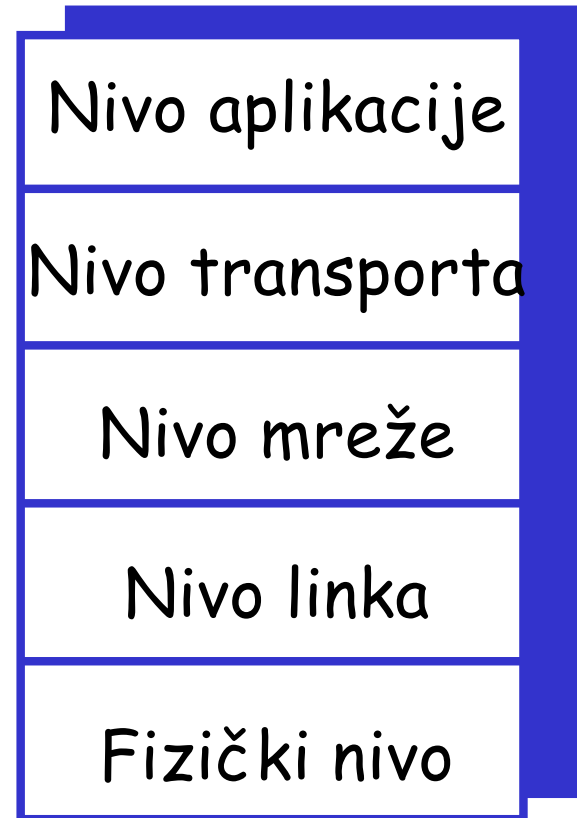 Nivo aplikacije
Nivo transporta
Nivo mreže
Nivo linka
Fizički nivo